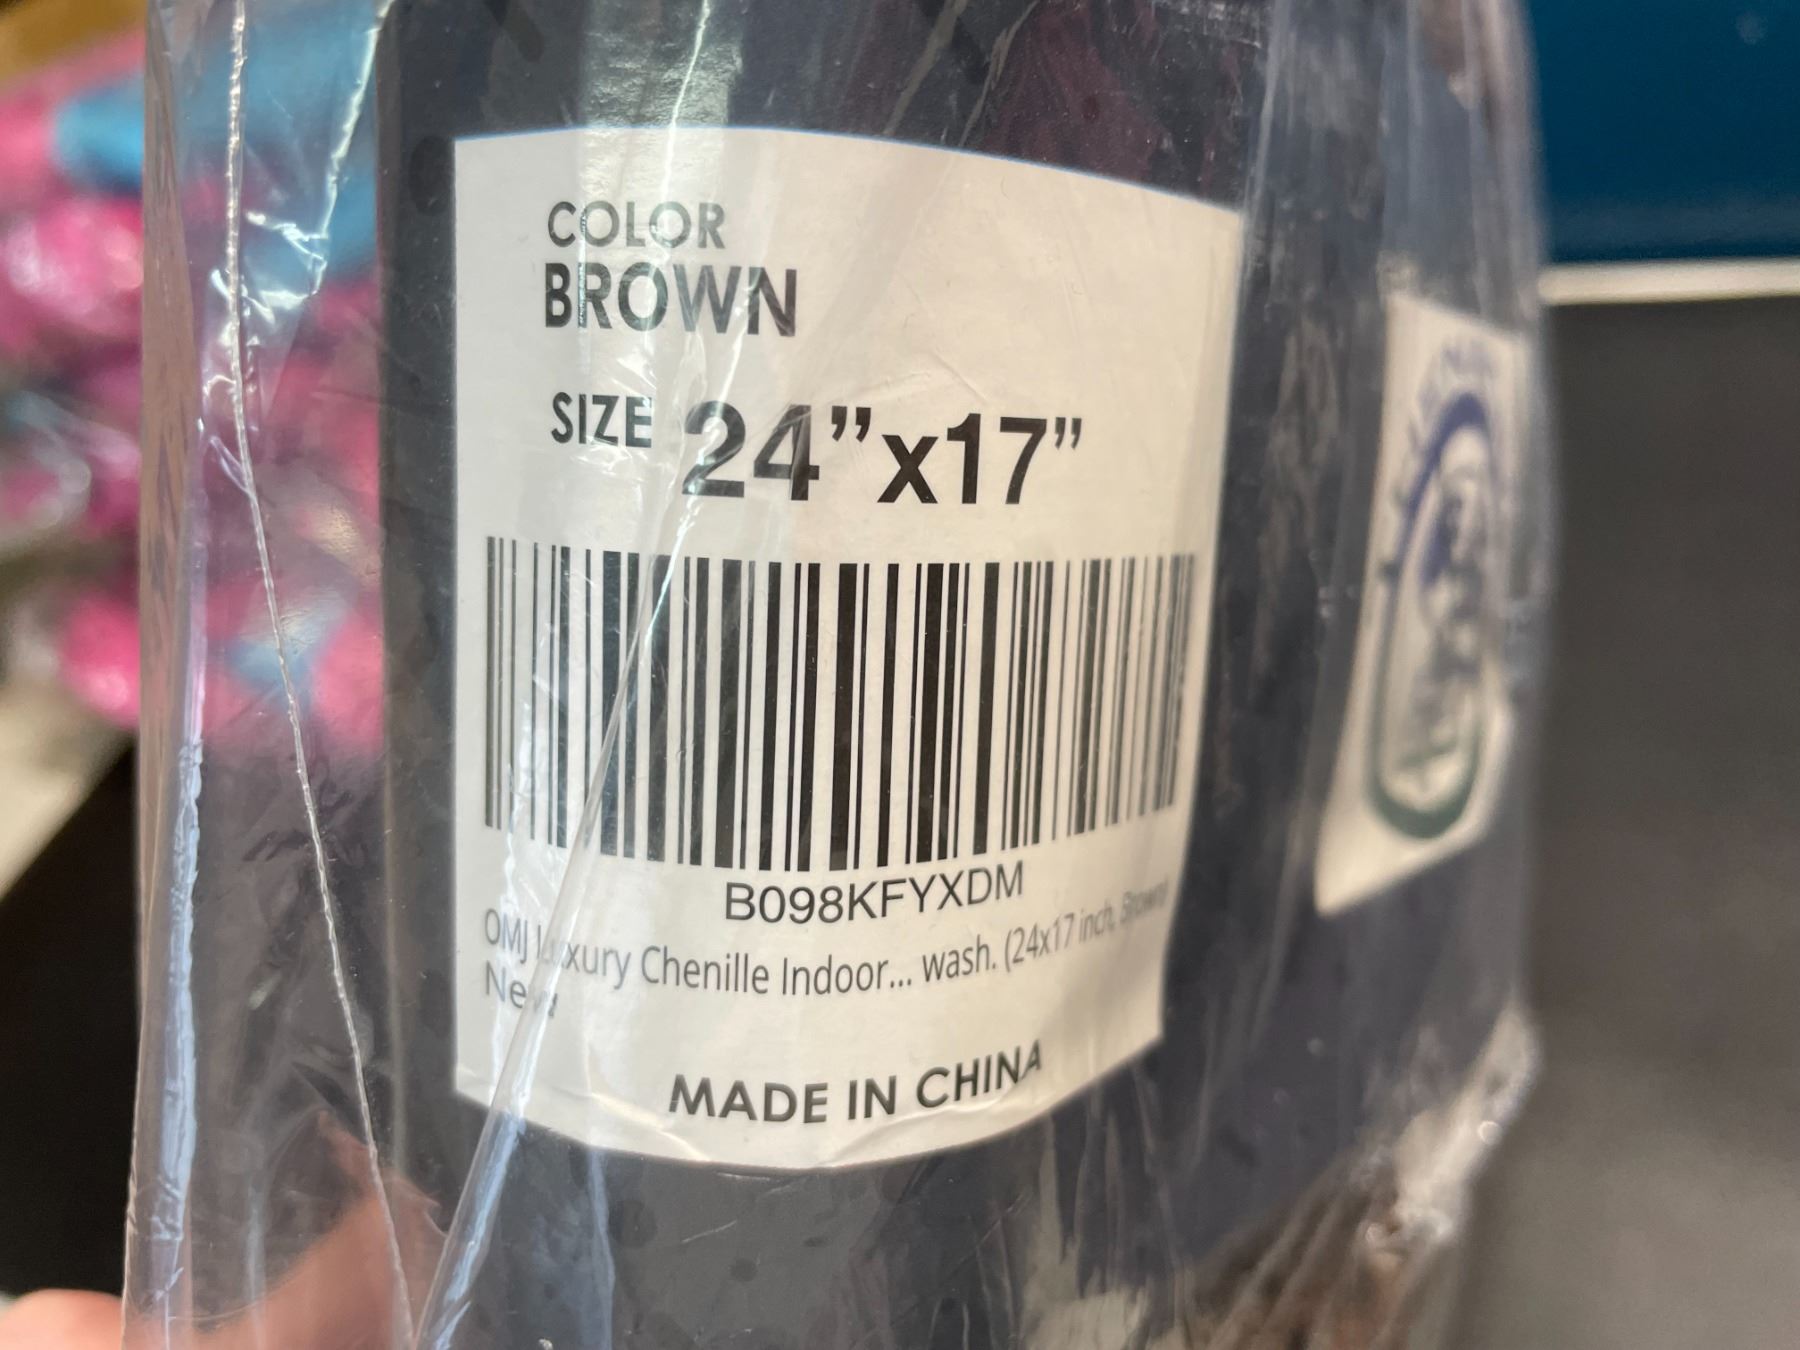 COLOR
BROWN
SIZE 24”x17”
B098KFYXDM
OMJ Luxury Chenille Indoor... wash. (24x17 inch, Brown)
New
MADE IN CHINA